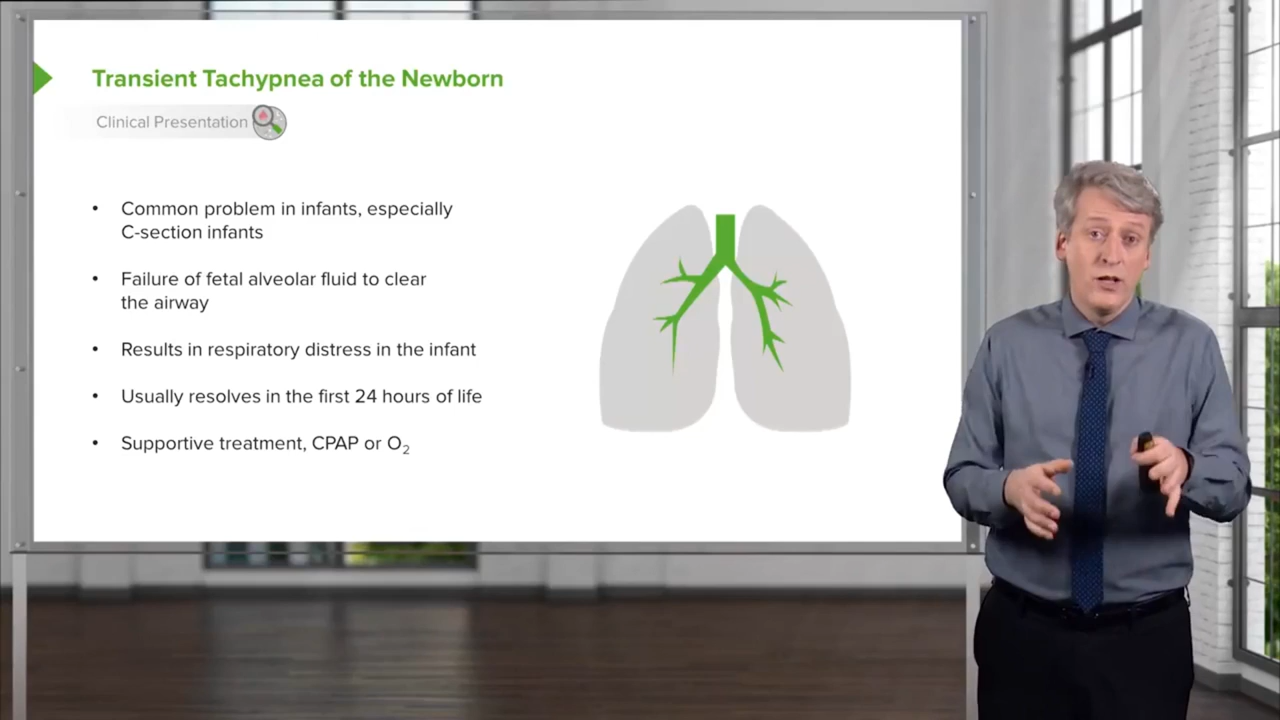 Transient Tachypnea of the Newborn
Clinical Presentation
• Common problem in infants, especially
C-section infants
• Failure of fetal alveolar fluid to clear
the airway
• Results in respiratory distress in the infant
• Usually resolves in the first 24 hours of life
• Supportive treatment, CPAP or O₂